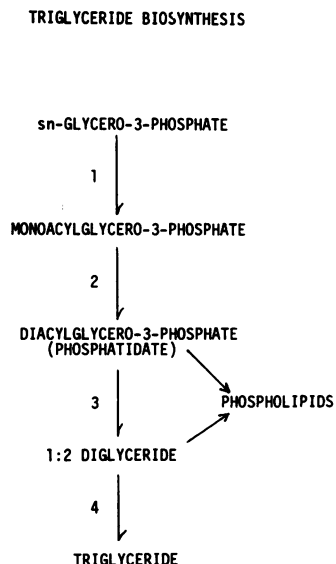 TRIGLYCERIDE BIOSYNTHESIS
sn-GLYCERO-3-PHOSPHATE
1
MONOACYLGLYCERO-3-PHOSPHATE
2
DIACYLGLYCERO-3-PHOSPHATE
(PHOSPHATIDATE)
3
PHOSPHOLIPIDS
1:2 DIGLYCERIDE
4
TRIGLYCERIDE